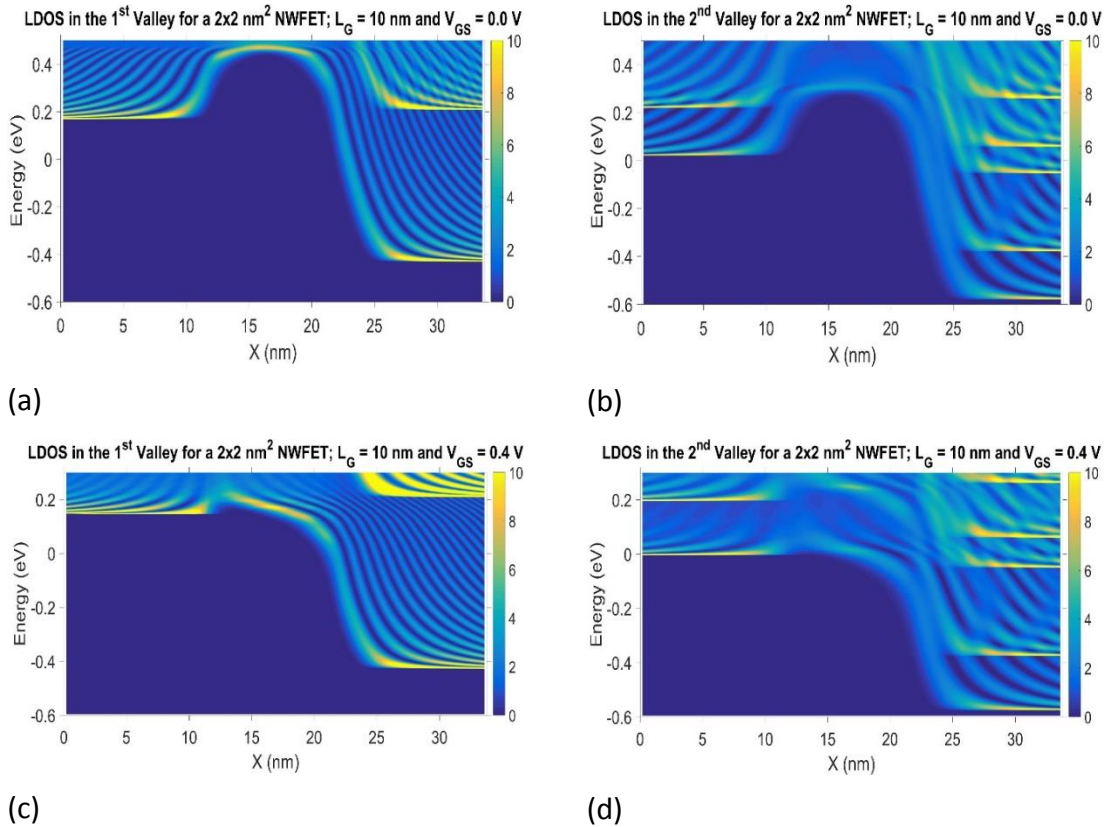 LDOS in the 1st Valley for a 2x2 nm2 NWFET; LG = 10 nm and VGS = 0.0 V
Energy (eV)
0.4
0.2
0
-0.2
-0.4
-0.6
0 5 10 15 20 25 30
X (nm)
10
8
6
4
2
0
(a)
LDOS in the 2nd Valley for a 2x2 nm2 NWFET; LG = 10 nm and VGS = 0.0 V
Energy (eV)
0.4
0.2
0
-0.2
-0.4
-0.6
0 5 10 15 20 25 30
X (nm)
10
8
6
4
2
0
(b)
LDOS in the 1st Valley for a 2x2 nm2 NWFET; LG = 10 nm and VGS = 0.4 V
Energy (eV)
0.2
0
-0.2
-0.4
-0.6
0 5 10 15 20 25 30
X (nm)
10
8
6
4
2
0
(c)
LDOS in the 2nd Valley for a 2x2 nm2 NWFET; LG = 10 nm and VGS = 0.4 V
Energy (eV)
0.2
0
-0.2
-0.4
-0.6
0 5 10 15 20 25 30
X (nm)
10
8
6
4
2
0
(d)